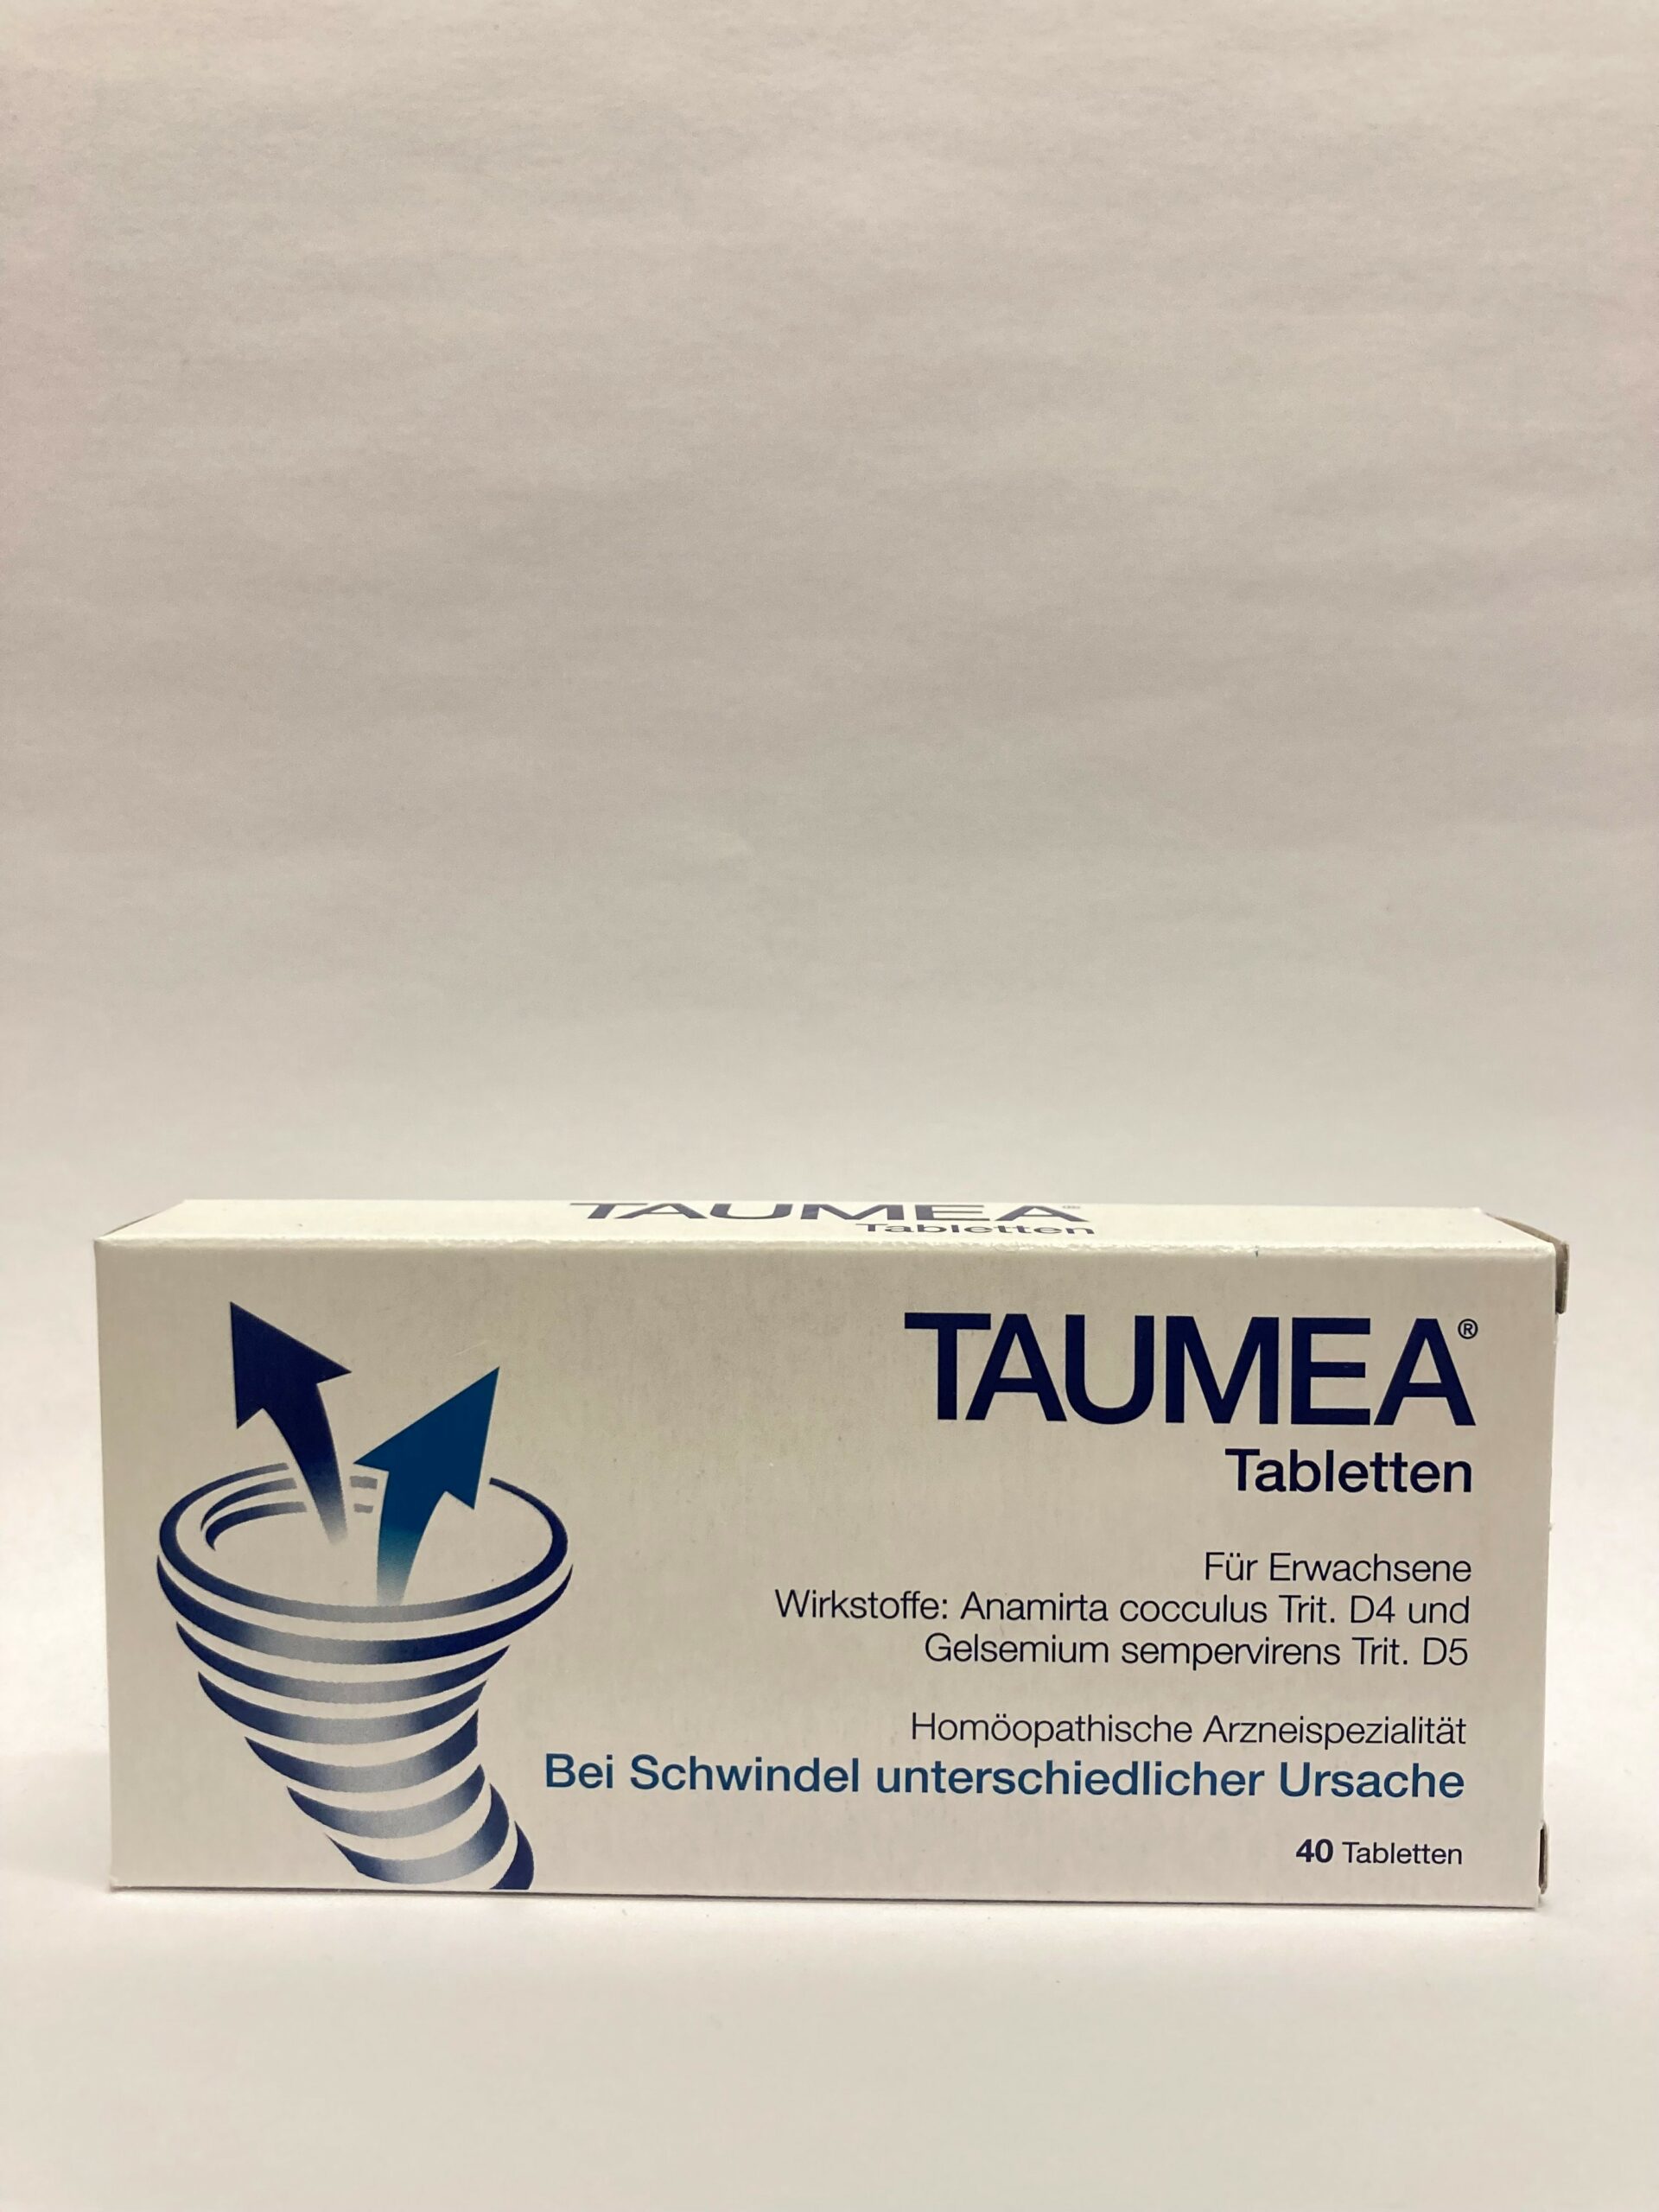 TAUMEA®
Tabletten
TAUMEA®
Tabletten
Für Erwachsene
Wirkstoffe: Anamirta cocculus Trit. D4 und
Gelsemium sempervirens Trit. D5
Homöopathische Arzneispezialität
Bei Schwindel unterschiedlicher Ursache
40 Tabletten